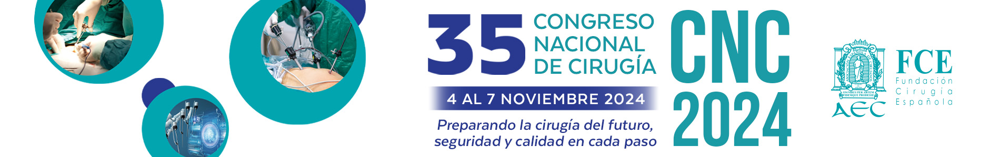 35 CONGRESO
NACIONAL
DE CIRUGÍA
4 AL 7 NOVIEMBRE 2024
Preparando la cirugía del futuro,
seguridad y calidad en cada paso
CNC
2024
ASOCIACIÓN ESPAÑOLA DE CIRUJANOS
OMNIBUS PER ARTEM
FIDEMQUE PRODESSE
AEC
FCE
Fundación
Cirugía
Española